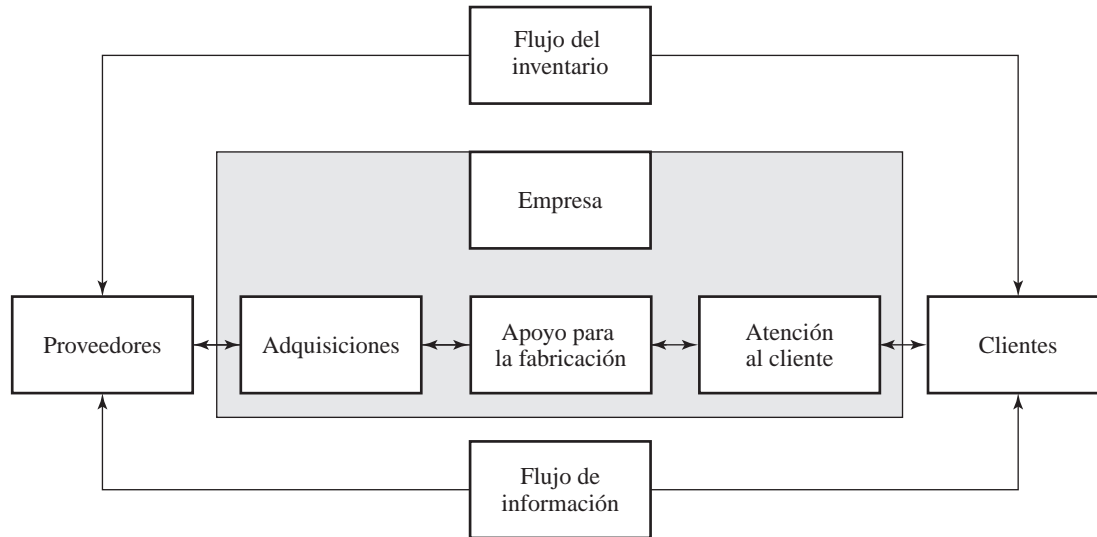 Flujo del
inventario
Empresa
Proveedores
Adquisiciones
Apoyo para
la fabricación
Atención
al cliente
Clientes
Flujo de
información